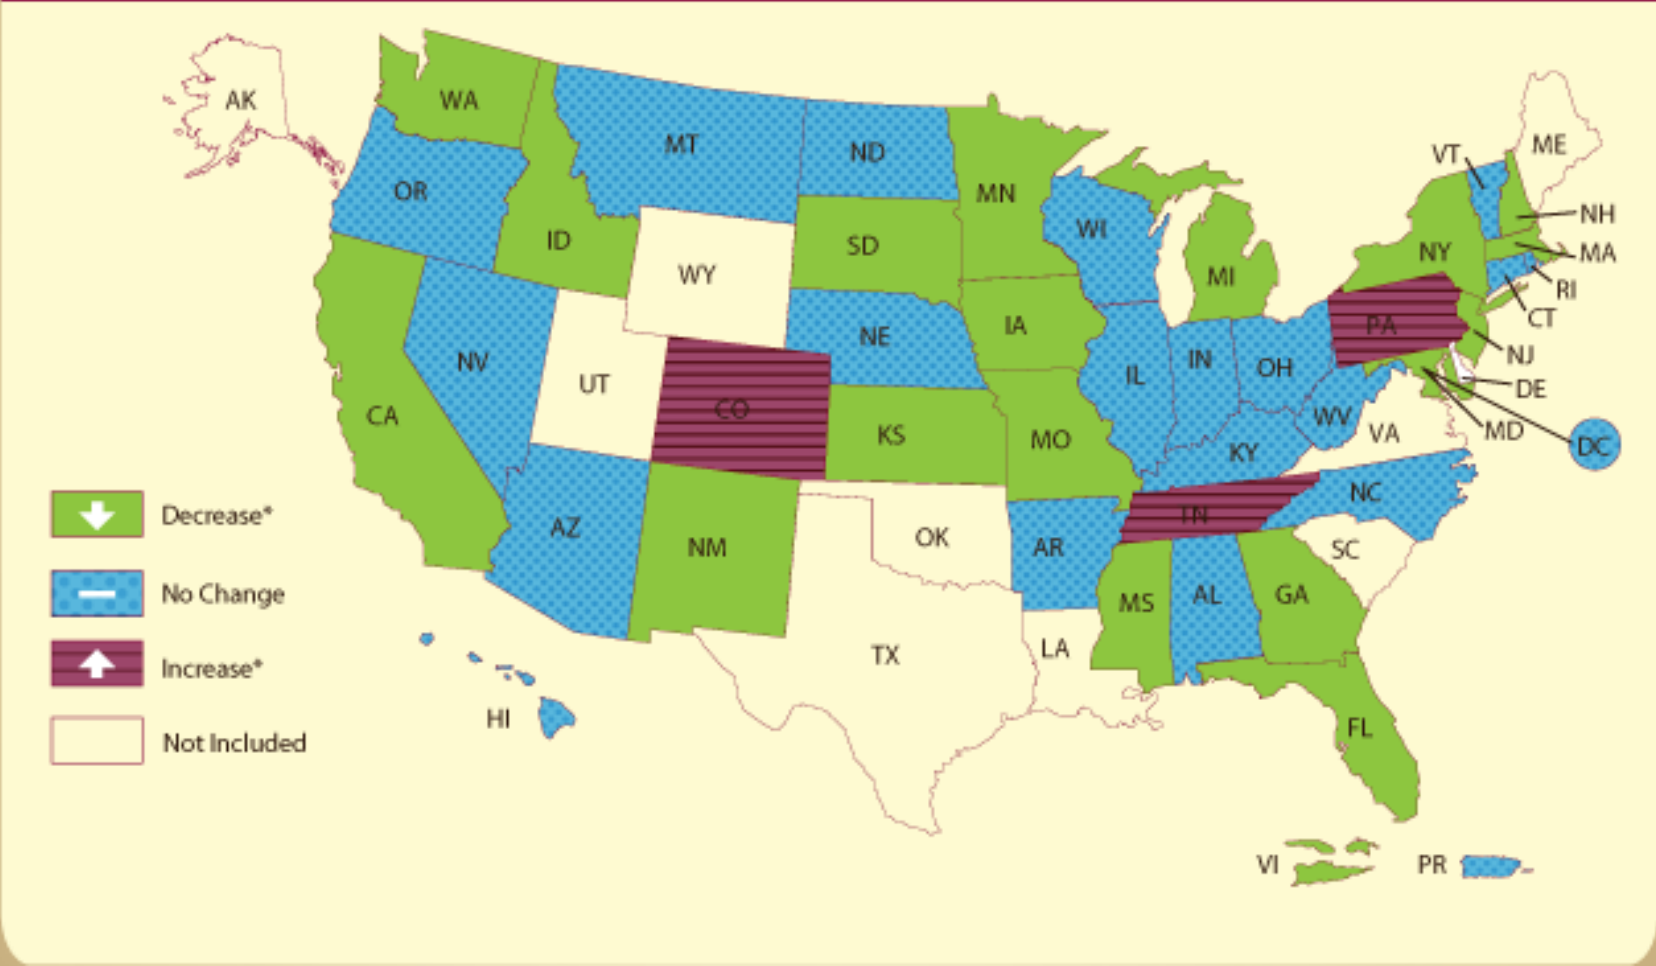 AK
WA
MT
ND
MN
VT
ME
OR
ID
SD
WI
MI
NY
NH
MA
WY
RI
CT
IA
PA
NE
NV
UT
IL
IN
OH
NJ
DE
CO
CA
KS
MO
WV
VA
MD
DC
KY
NC
Decrease*
AZ
NM
OK
AR
TN
SC
No Change
MS
AL
GA
TX
LA
Increase*
HI
FL
Not Included
VI
PR